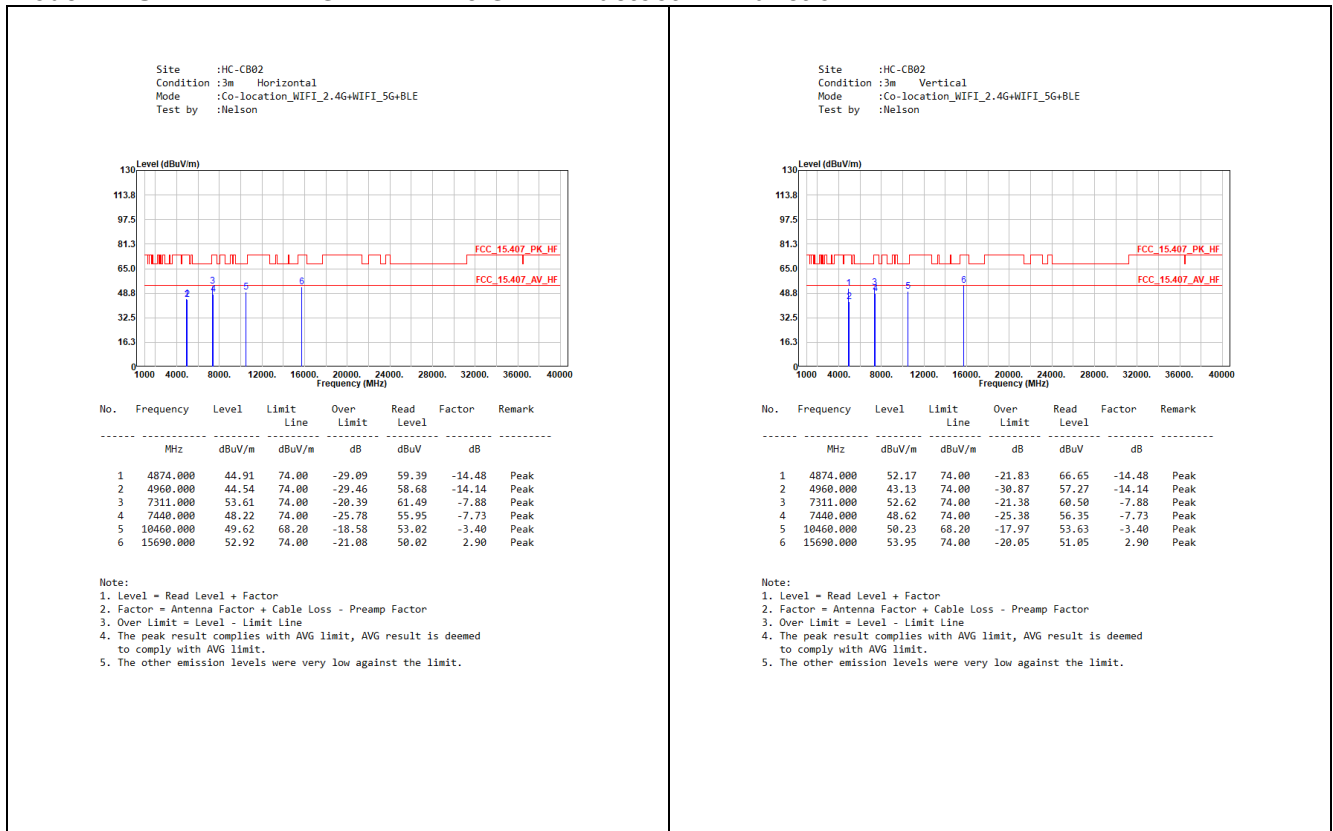 Site :HC-CB02
Condition :3m Horizontal
Mode :Co-location_WIFI_2.4G+WIFI_5G+BLE
Test by :Nelson
Level (dBuV/m)
130
113.8
97.5
81.3
FCC_15.407_PK_HF
65.0
FCC_15.407_AV_HF
48.8
32.5
16.3
0
1 2 3 4 5 6
1000 4000. 8000. 12000. 16000. 20000. 24000. 28000. 32000. 36000. 40000
Frequency (MHz)
No. Frequency Level Limit Over Read Factor Remark
Line Limit Level
------ ----------- -------- --------- --------- -------- -------- ---------
MHz dBuV/m dBuV/m dB dBuV dB
1 4874.000 44.91 74.00 -29.09 59.39 -14.48 Peak
2 4960.000 44.54 74.00 -29.46 58.68 -14.14 Peak
3 7311.000 53.61 74.00 -20.39 61.49 -7.88 Peak
4 7440.000 48.22 74.00 -25.78 55.95 -7.73 Peak
5 10460.000 49.62 68.20 -18.58 53.02 -3.40 Peak
6 15690.000 52.92 74.00 -21.08 50.02 2.90 Peak
Note:
1. Level = Read Level + Factor
2. Factor = Antenna Factor + Cable Loss - Preamp Factor
3. Over Limit = Level - Limit Line
4. The peak result complies with AVG limit, AVG result is deemed
to comply with AVG limit.
5. The other emission levels were very low against the limit.
Site :HC-CB02
Condition :3m Vertical
Mode :Co-location_WIFI_2.4G+WIFI_5G+BLE
Test by :Nelson
Level (dBuV/m)
130
113.8
97.5
81.3
FCC_15.407_PK_HF
65.0
FCC_15.407_AV_HF
48.8
32.5
16.3
0
1 2 3 4 5 6
1000 4000. 8000. 12000. 16000. 20000. 24000. 28000. 32000. 36000. 40000
Frequency (MHz)
No. Frequency Level Limit Over Read Factor Remark
Line Limit Level
------ ----------- -------- --------- --------- -------- -------- ---------
MHz dBuV/m dBuV/m dB dBuV dB
1 4874.000 52.17 74.00 -21.83 66.65 -14.48 Peak
2 4960.000 43.13 74.00 -30.87 57.27 -14.14 Peak
3 7311.000 52.62 74.00 -21.38 60.50 -7.88 Peak
4 7440.000 48.62 74.00 -25.38 56.35 -7.73 Peak
5 10460.000 50.23 68.20 -17.97 53.63 -3.40 Peak
6 15690.000 53.95 74.00 -20.05 51.05 2.90 Peak
Note:
1. Level = Read Level + Factor
2. Factor = Antenna Factor + Cable Loss - Preamp Factor
3. Over Limit = Level - Limit Line
4. The peak result complies with AVG limit, AVG result is deemed
to comply with AVG limit.
5. The other emission levels were very low against the limit.